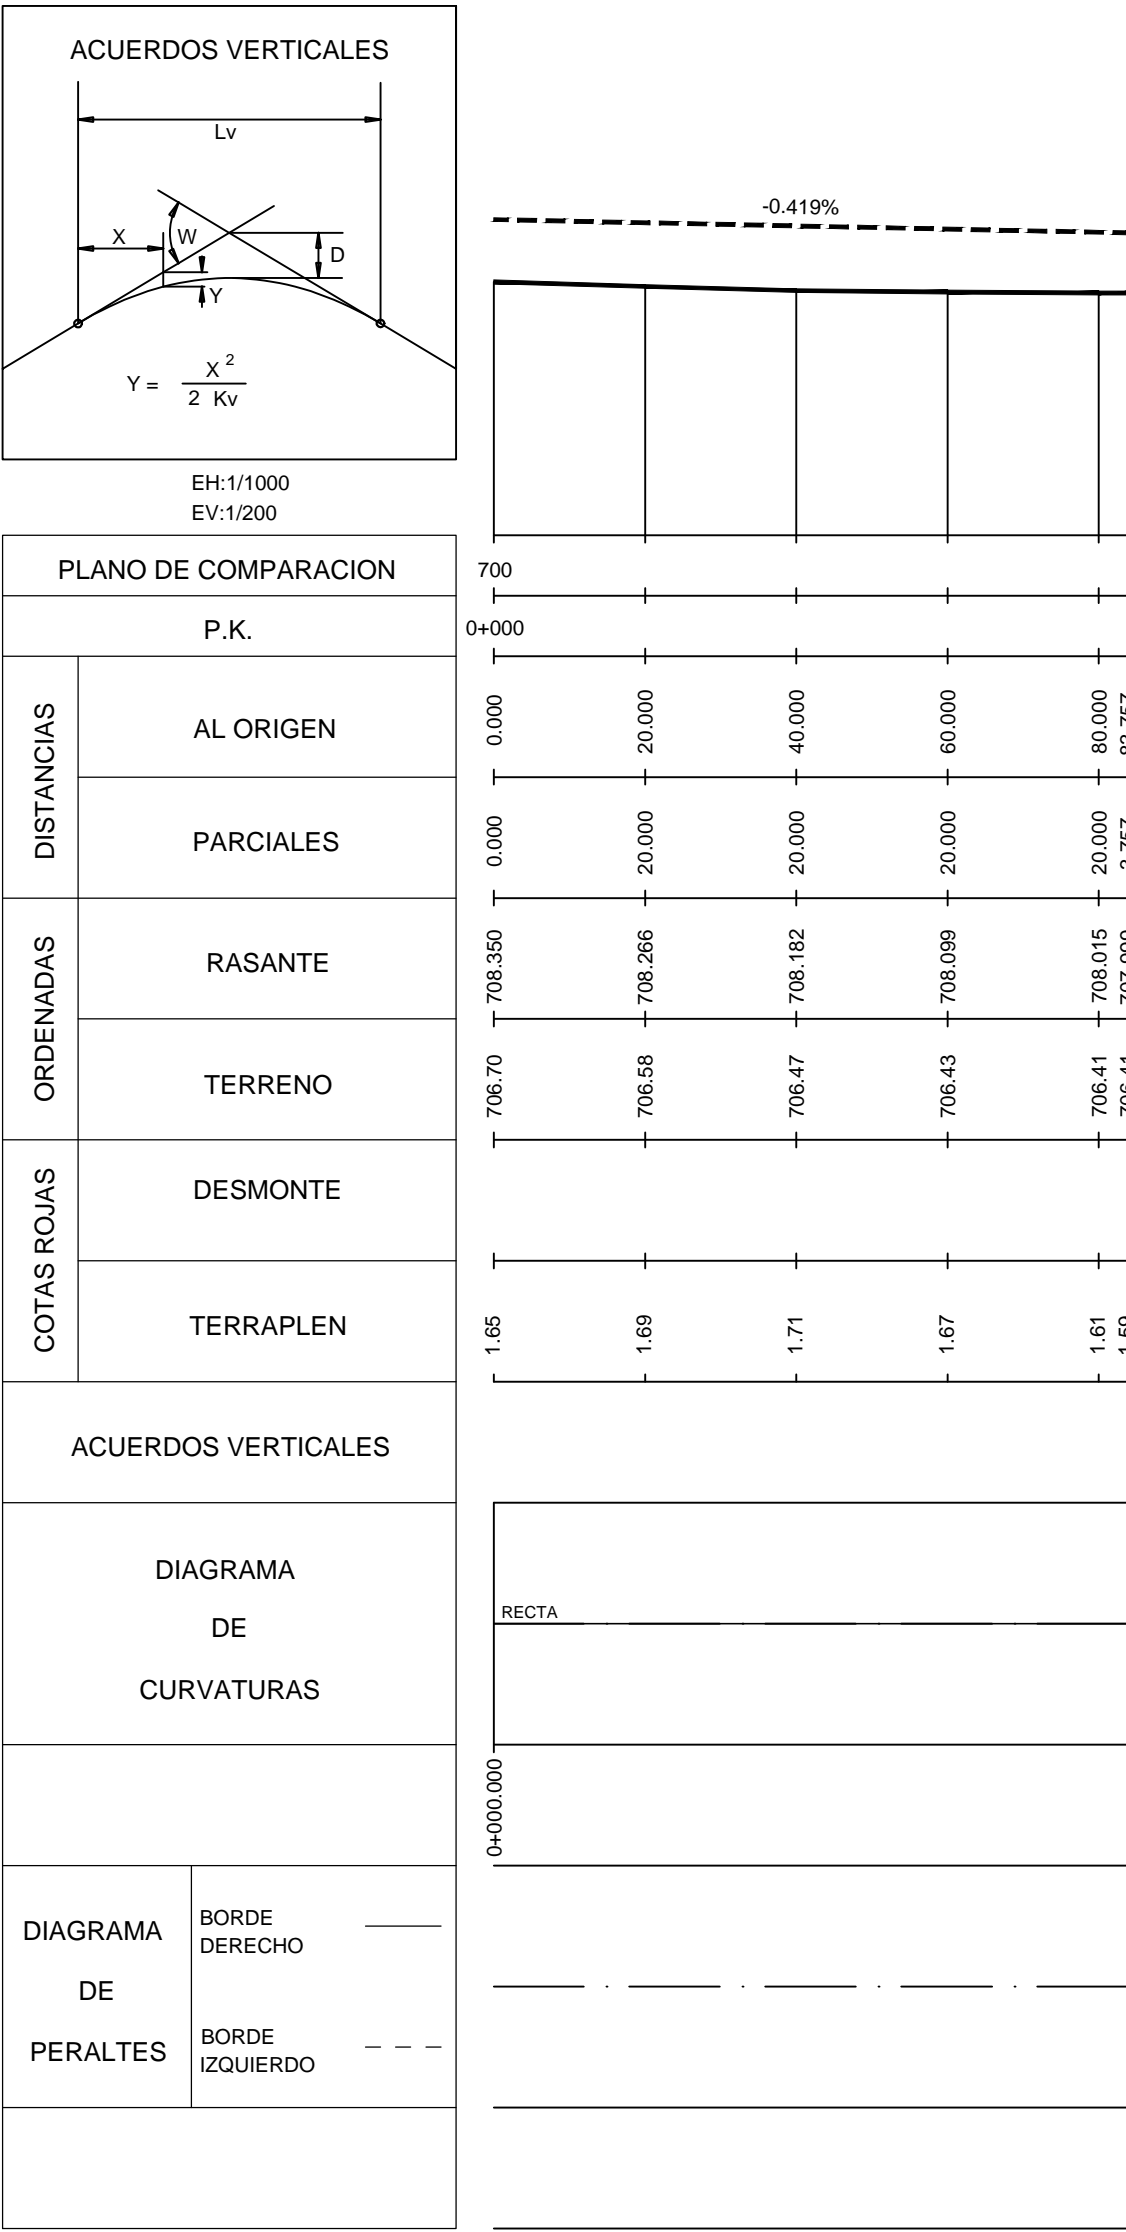 ACUERDOS VERTICALES
Lv
X
W
D
Y
Y = X 2
2 Kv
EH:1/1000
EV:1/200
-0.419%
PLANO DE COMPARACION
700
P.K.
0+000
DISTANCIAS
AL ORIGEN
0.000 20.000 40.000 60.000 80.000
PARCIALES
0.000 20.000 20.000 20.000 20.000
ORDENADAS
RASANTE
708.350 708.266 708.182 708.099 708.015
TERRENO
706.70 706.58 706.47 706.43 706.41
COTAS ROJAS
DESMONTE
TERRAPLEN
1.65 1.69 1.71 1.67 1.61
ACUERDOS VERTICALES
DIAGRAMA
DE
CURVATURAS
RECTA
0+000.000
DIAGRAMA
DE
PERALTES
BORDE
DERECHO
BORDE
IZQUIERDO